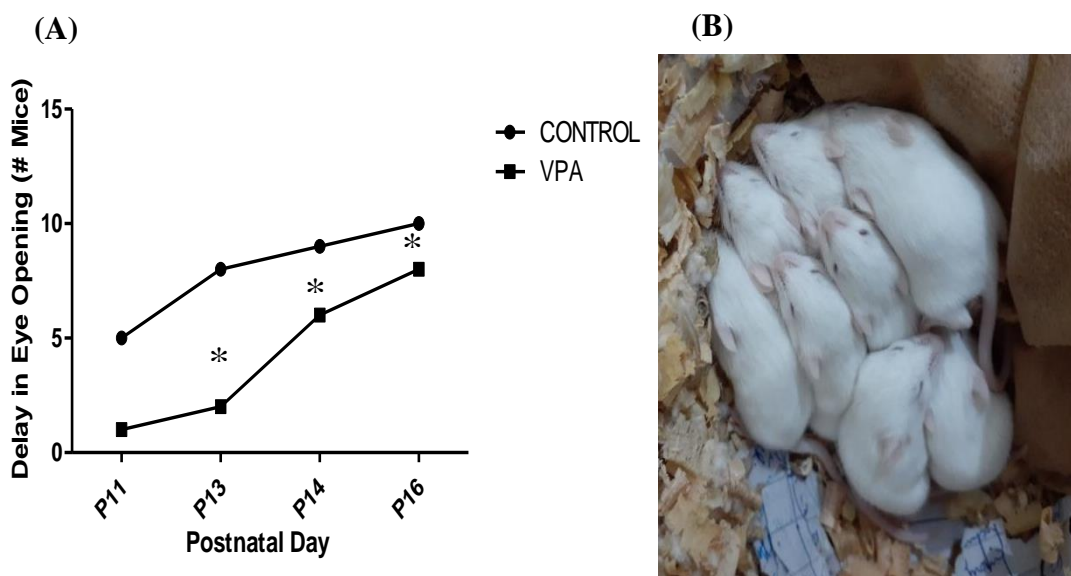 (A)
(B)
Delay in Eye Opening (# Mice)
15
10
5
0
CONTROL
VPA
*
*
*
P11
P13
P14
P16
Postnatal Day